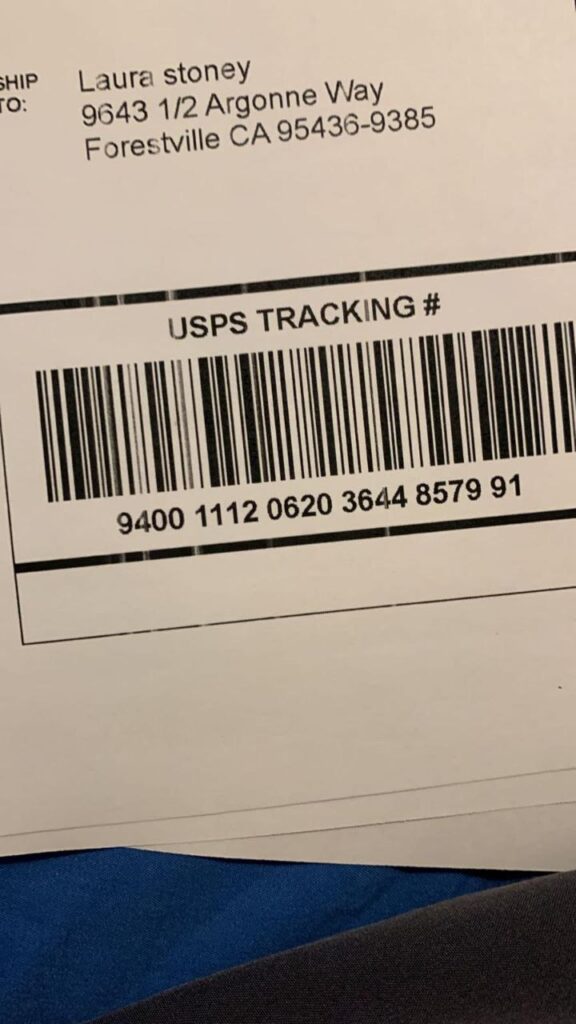 SHIP
TO:
Laura stoney
9643 1/2 Argonne Way
Forestville CA 95436-9385
USPS TRACKING #
9400 1112 0620 3644 8579 91